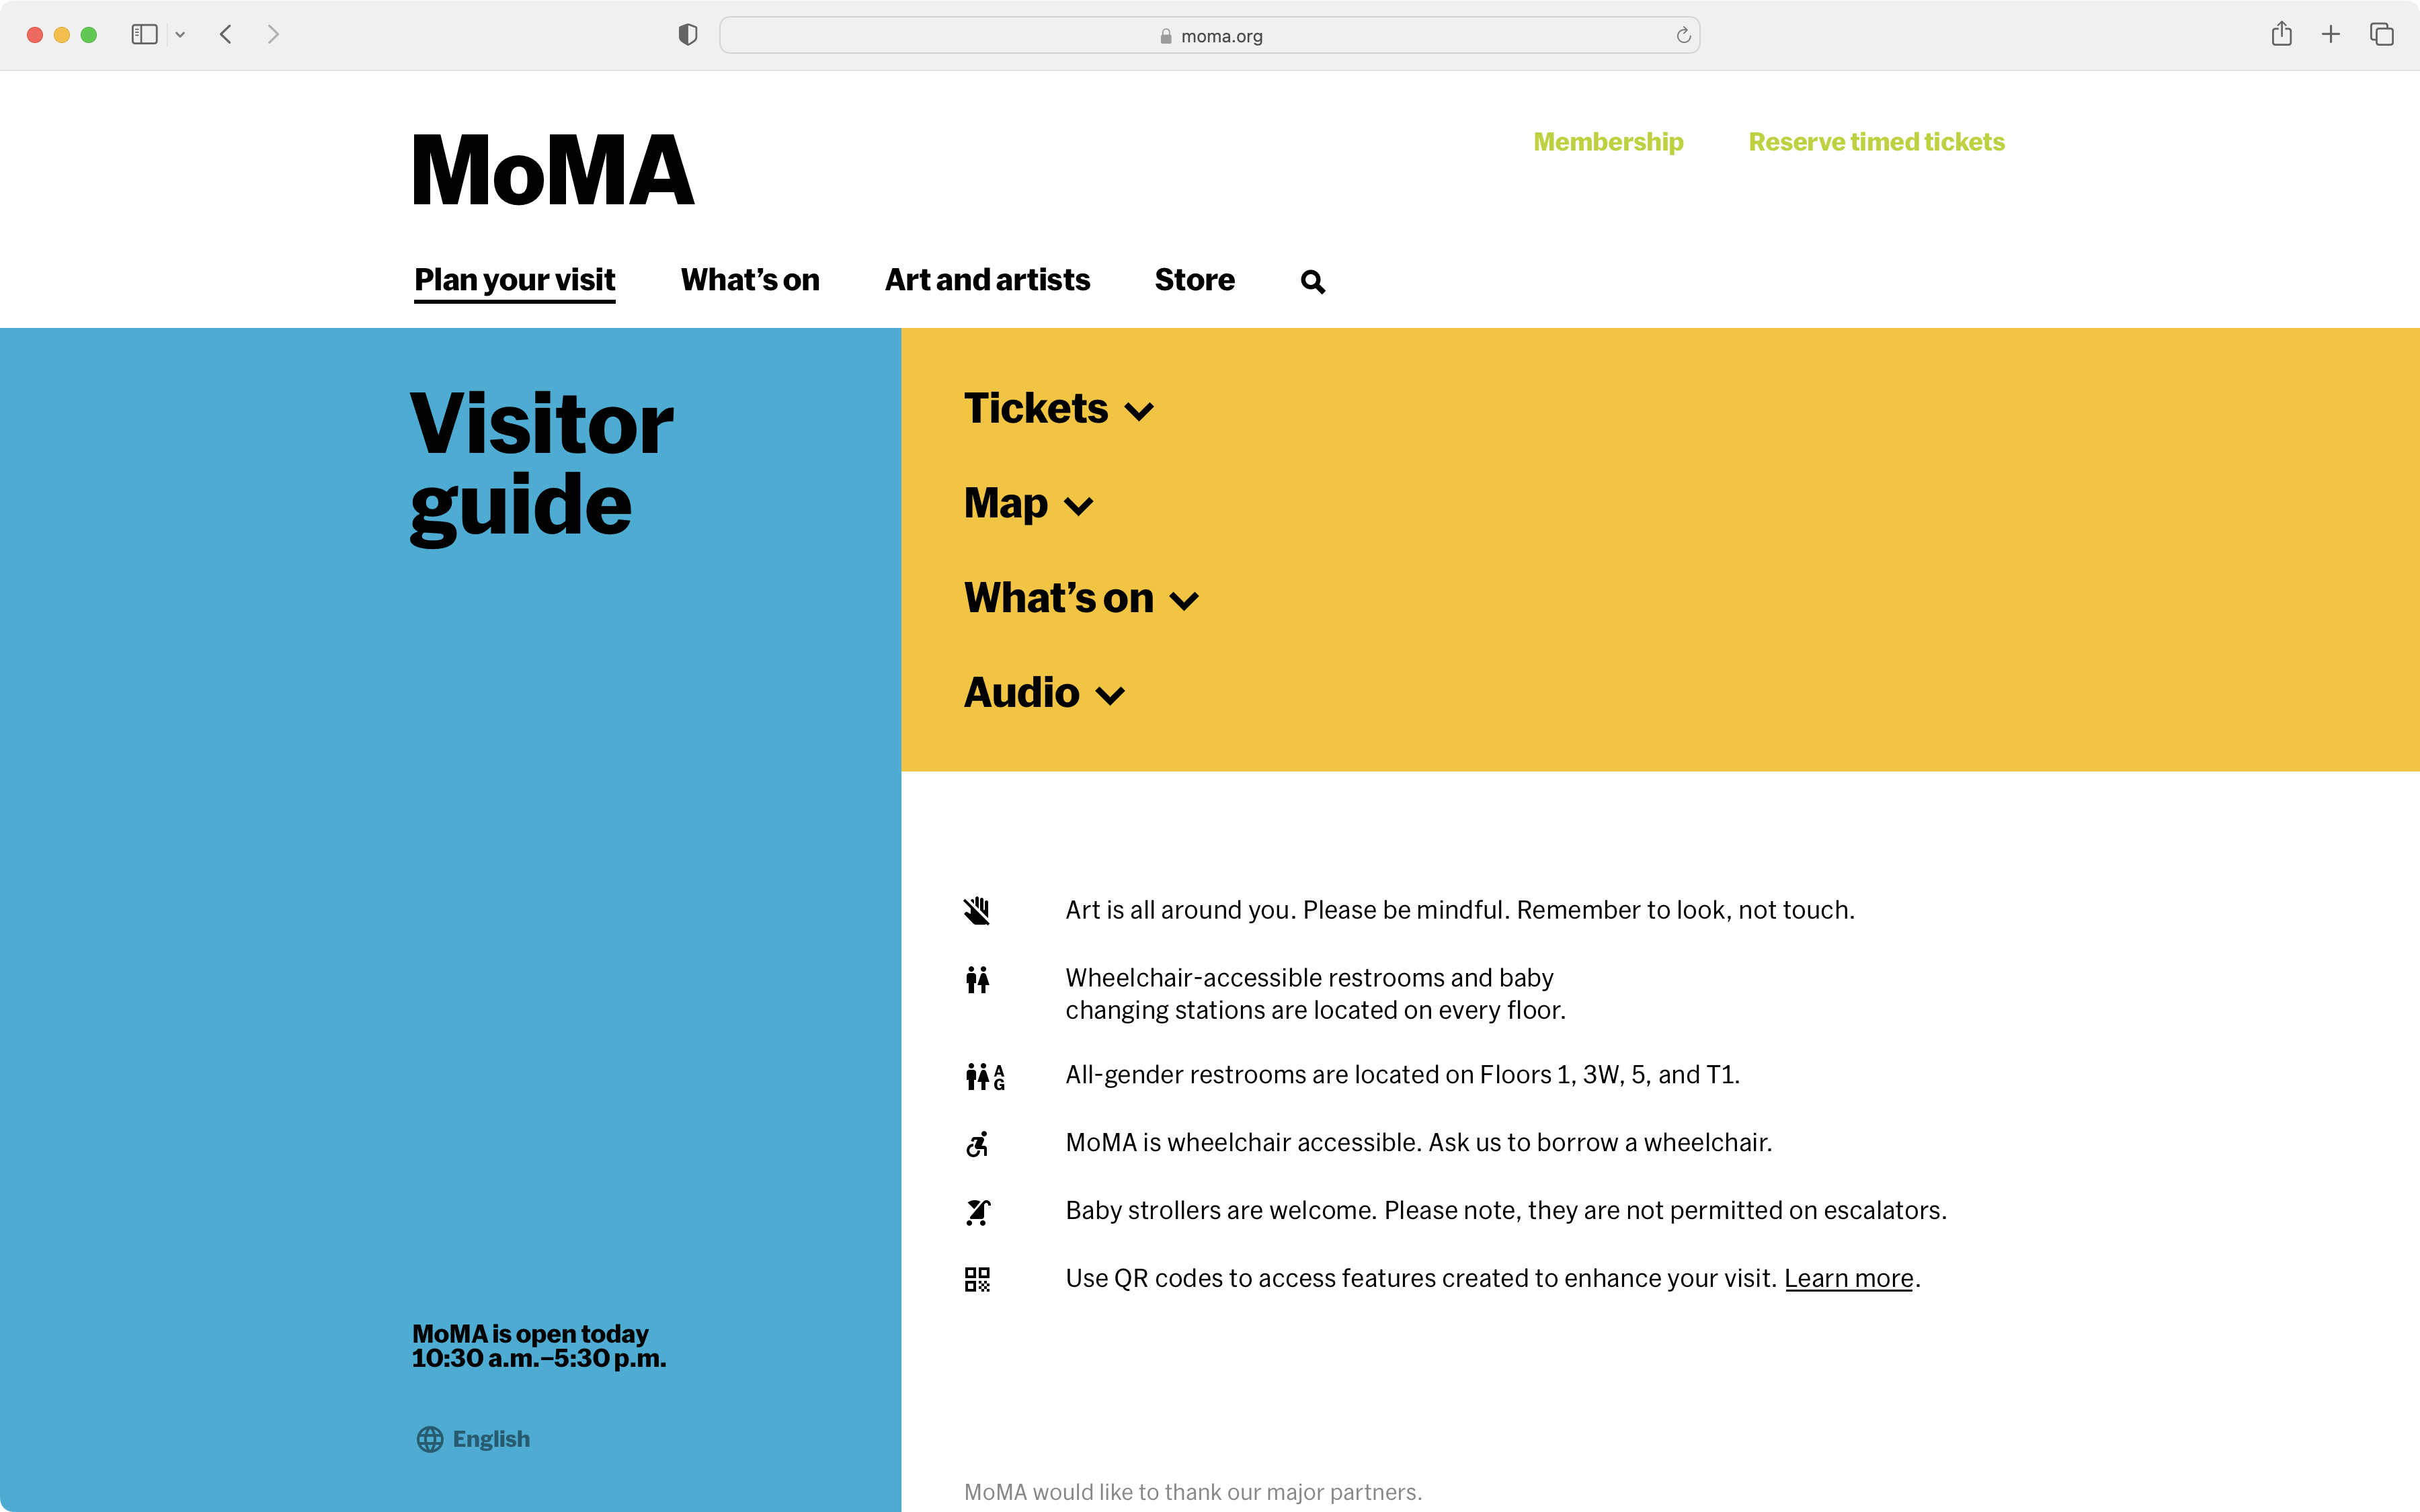 moma.org
MoMA
Membership
Reserve timed tickets
Plan your visit
What’s on
Art and artists
Store
Visitor
guide
Tickets
Map
What’s on
Audio
Art is all around you. Please be mindful. Remember to look, not touch.
Wheelchair-accessible restrooms and baby
changing stations are located on every floor.
A
G
All-gender restrooms are located on Floors 1, 3W, 5, and T1.
MoMA is wheelchair accessible. Ask us to borrow a wheelchair.
Baby strollers are welcome. Please note, they are not permitted on escalators.
Use QR codes to access features created to enhance your visit. Learn more.
MoMA is open today
10:30 a.m.–5:30 p.m.
English
MoMA would like to thank our major partners.